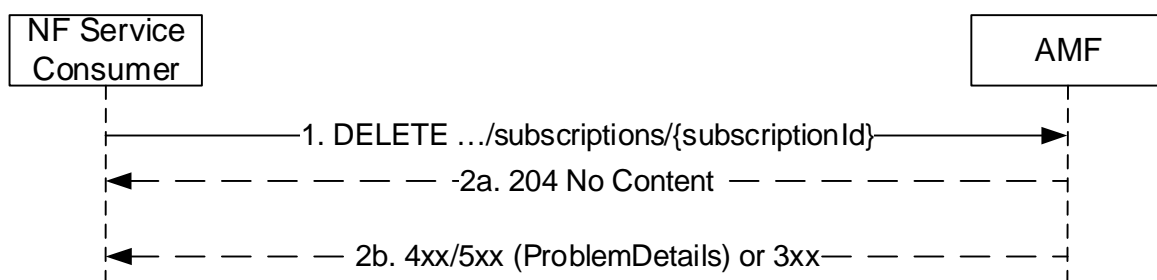 NF Service
Consumer
AMF
1. DELETE …/subscriptions/{subscriptionId}
2a. 204 No Content
2b. 4xx/5xx (ProblemDetails) or 3xx